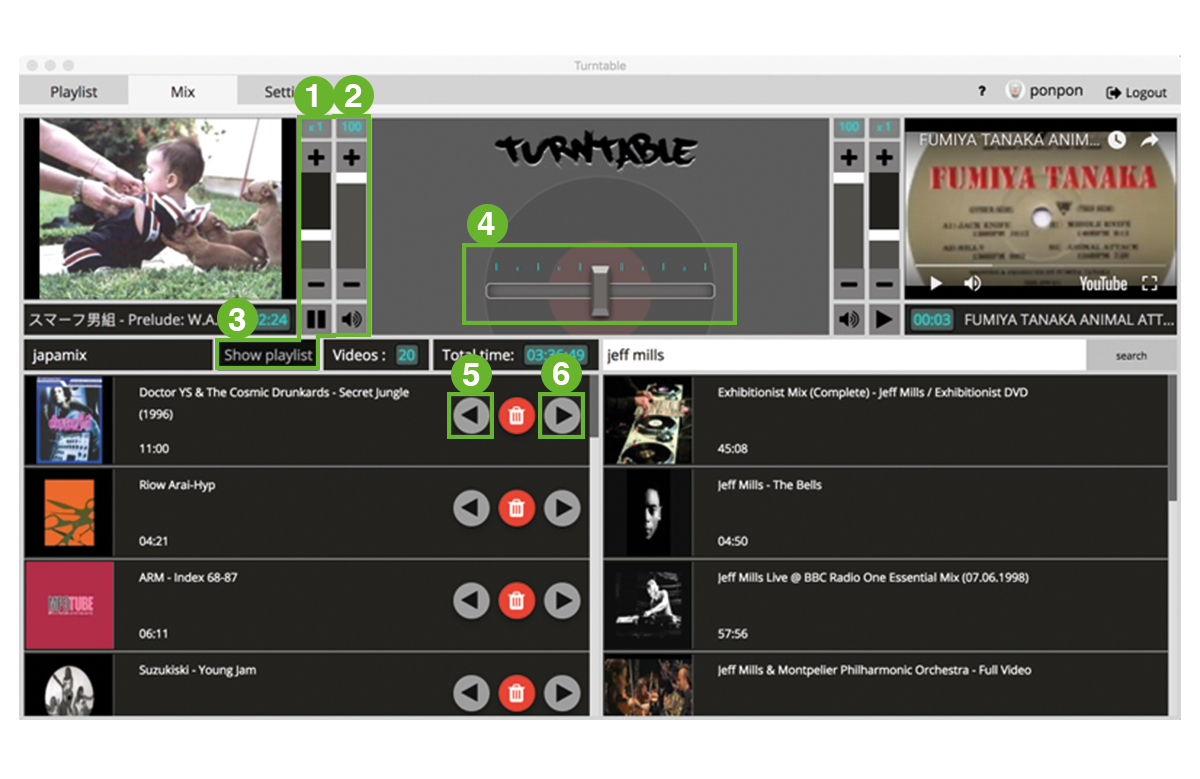 Turntable
Playlist
Mix
Setti
?
ponpon
Logout
1
2
x 1
100
TURNTABLE
100
x 1
FUMIYA TANAKA ANIM...
FUMIYA TANAKA
4
YouTube
3
スマーフ男組 - Prelude: W.A.
2:24
00:03
FUMIYA TANAKA ANIMAL ATT...
japamix
Show playlist
Videos :
20
Total time:
03:36:49
jeff mills
search
5
6
Doctor YS & The Cosmic Drunkards - Secret Jungle
(1996)
11:00
Exhibitionist Mix (Complete) - Jeff Mills / Exhibitionist DVD
45:08
Riow Arai-Hyp
04:21
Jeff Mills - The Bells
04:50
ARM - Index 68-87
06:11
Jeff Mills Live @ BBC Radio One Essential Mix (07.06.1998)
57:56
Suzukiski - Young Jam
Jeff Mills & Montpelier Philharmonic Orchestra - Full Video